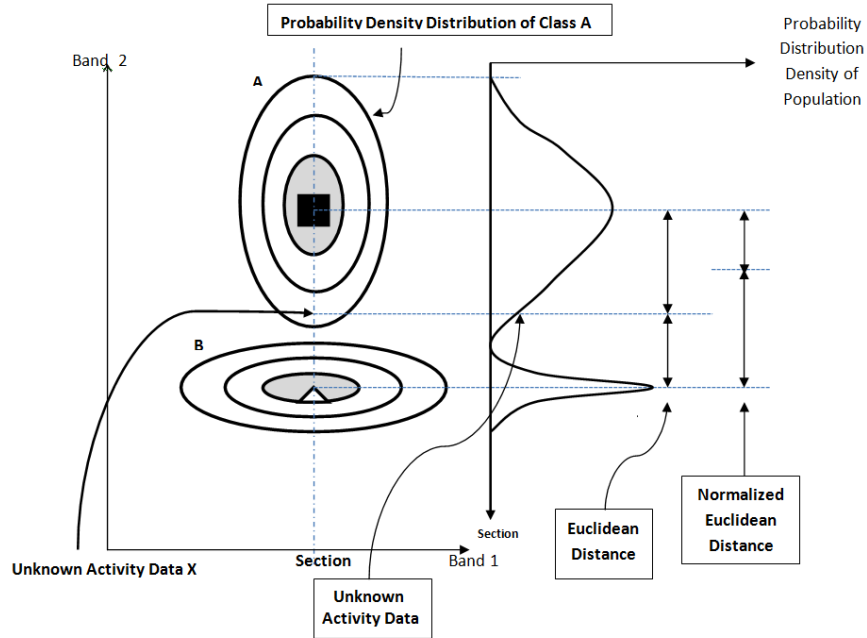 Probability Density Distribution of Class A
Probability
Distribution
Density of
Population
Band 2
A
B
Section
Unknown Activity Data X
Section
Band 1
Unknown
Activity Data
Euclidean
Distance
Normalized
Euclidean
Distance